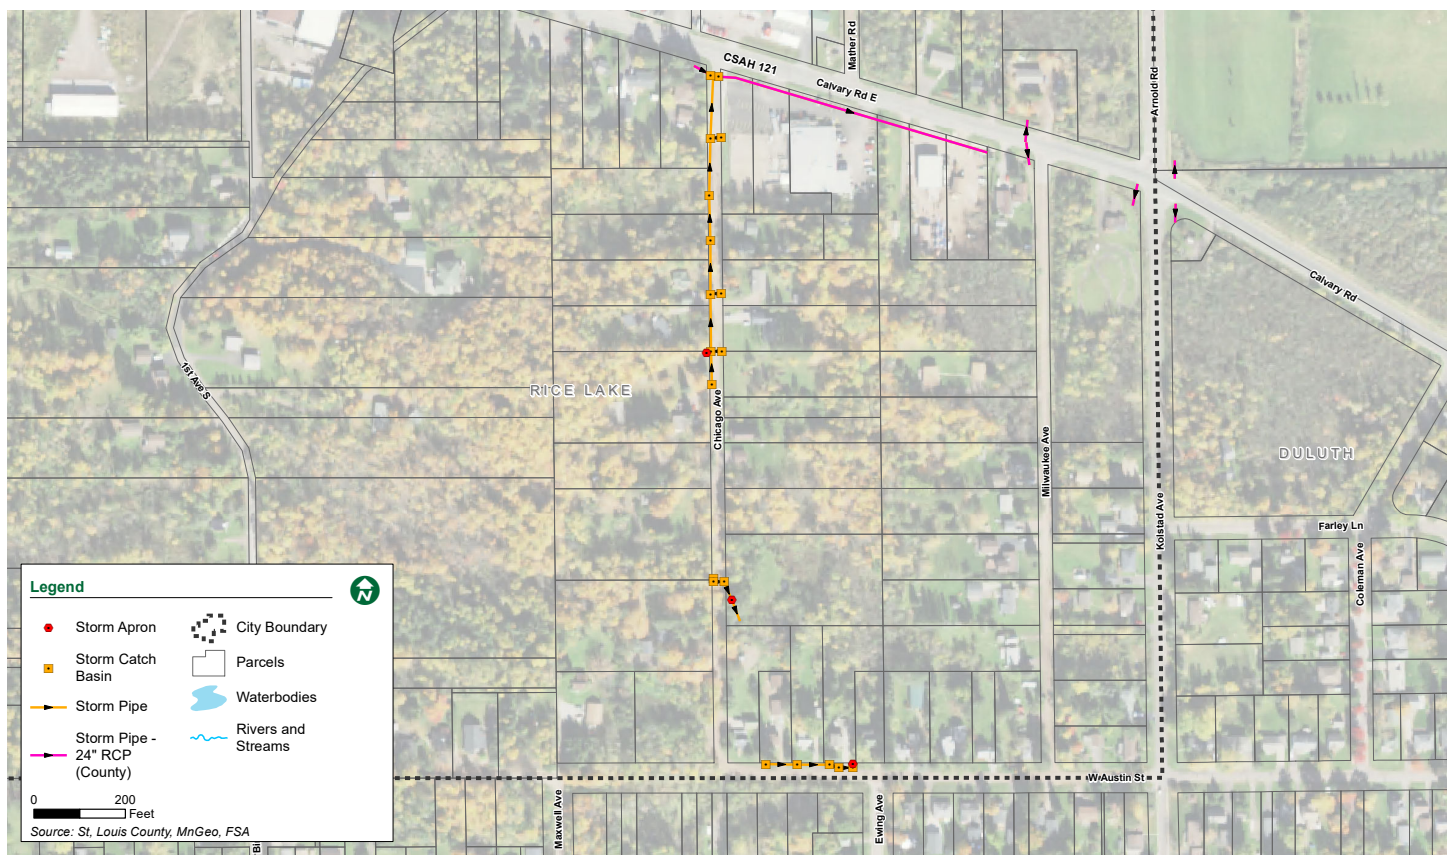 CSAH 121
Mather Rd
Calvary Rd E
Arnold Rd
Calvary Rd
1st Ave S
RICE LAKE
Chicago Ave
Milwaukee Ave
Kolstad Ave
DULUTH
Farley Ln
Coleman Ave
W Austin St
Maxwell Ave
Ewing Ave
Legend
N
Storm Apron
City Boundary
Storm Catch
Basin
Parcels
Storm Pipe
Waterbodies
Storm Pipe -
24" RCP
(County)
Rivers and
Streams
0 200
Feet
Source: St, Louis County, MnGeo, FSA